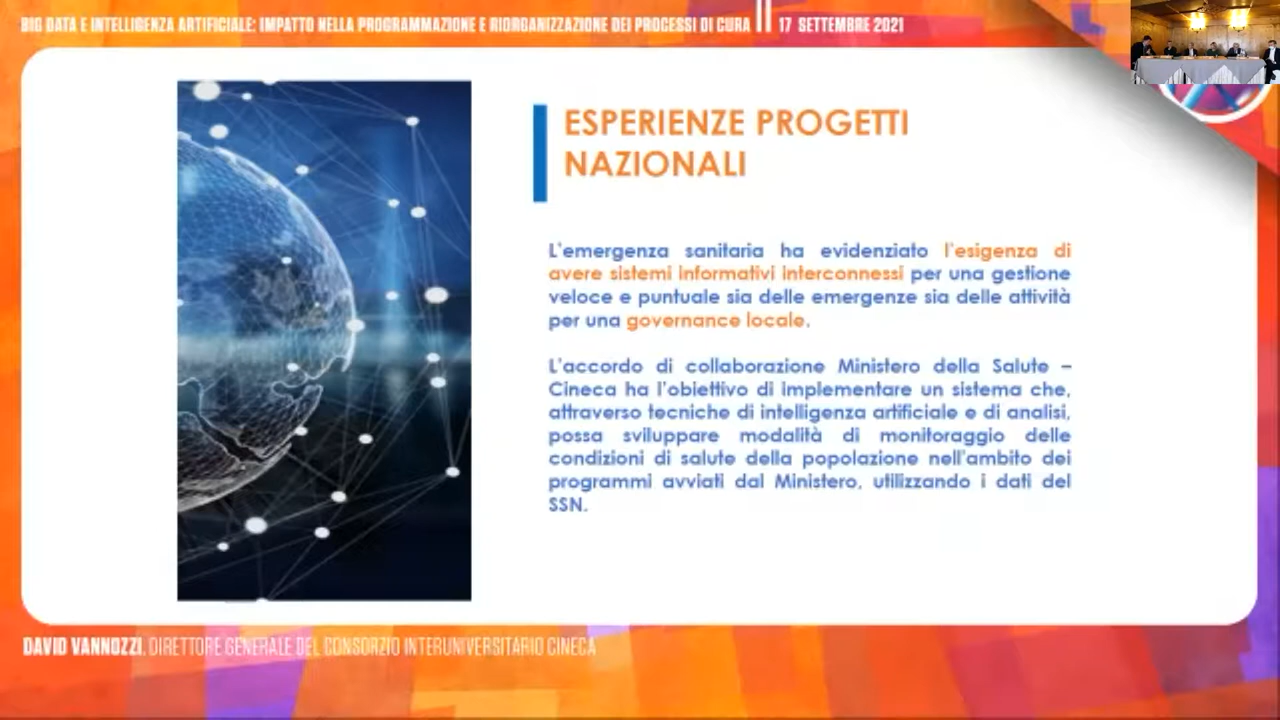 BIG DATA E INTELLIGENZA ARTIFICIALE: IMPATTO NELLA PROGRAMMAZIONE E RIORGANIZZAZIONE DEI PROCESSI DI CURA || 17 SETTEMBRE 2021
ESPERIENZE PROGETTI
NAZIONALI
L'emergenza sanitaria ha evidenziato l'esigenza di
avere sistemi informativi interconnessi per una gestione
veloce e puntuale sia delle emergenze sia delle attività
per una governance locale.
L'accordo di collaborazione Ministero della Salute –
Cineca ha l'obiettivo di implementare un sistema che,
attraverso tecniche di intelligenza artificiale e di analisi,
possa sviluppare modalità di monitoraggio delle
condizioni di salute della popolazione nell'ambito dei
programmi avviati dal Ministero, utilizzando i dati del
SSN.
DAVID VANNOZZI, DIRETTORE GENERALE DEL CONSORZIO INTERUNIVERSITARIO CINECA